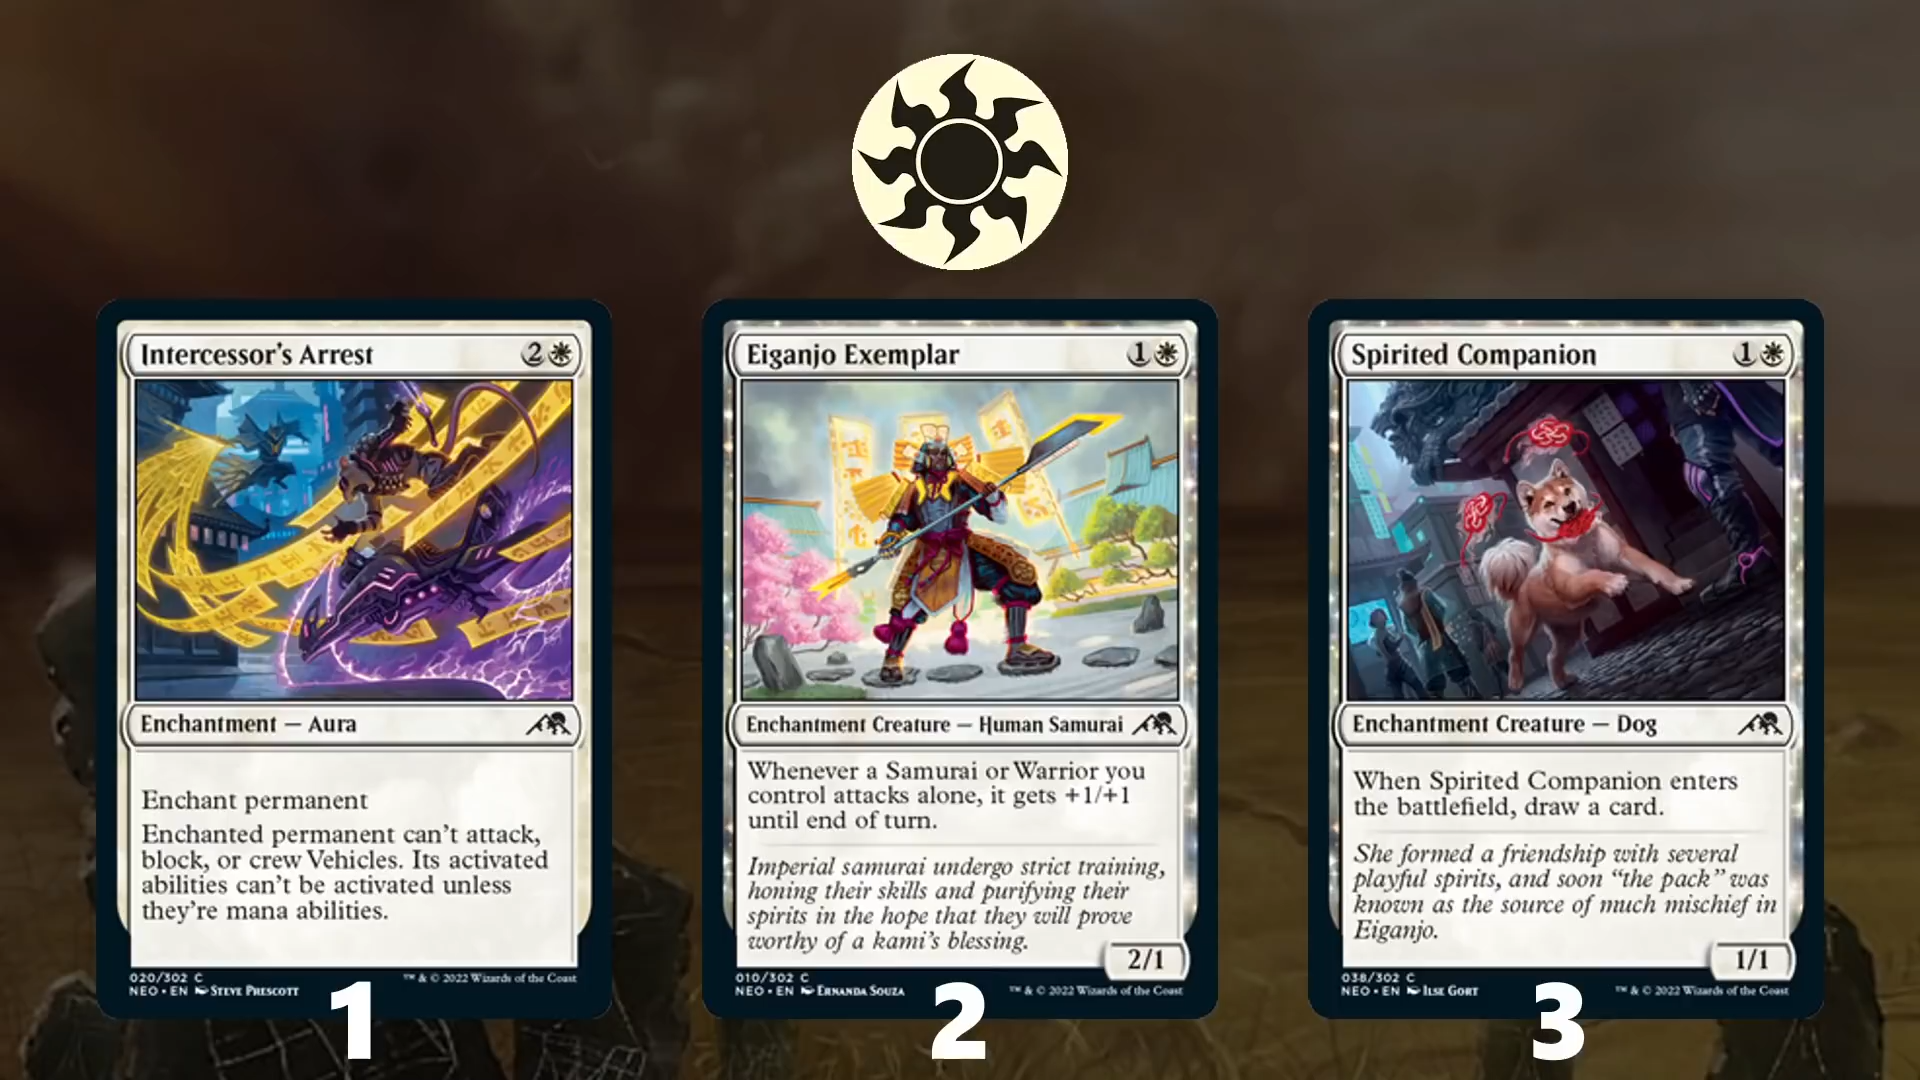 Intercessor's Arrest
2
Enchantment — Aura
Enchant permanent
Enchanted permanent can't attack,
block, or crew Vehicles. Its activated
abilities can't be activated unless
they're mana abilities.
020/302 C
NEO • EN STEVE PRESCOTT
™ & © 2022 Wizards of the Coast
1
Eiganjo Exemplar
1
Enchantment Creature — Human Samurai
Whenever a Samurai or Warrior you
control attacks alone, it gets +1/+1
until end of turn.
Imperial samurai undergo strict training,
honing their skills and purifying their
spirits in the hope that they will prove
worthy of a kami's blessing.
2/1
010/302 C
NEO • EN ERNANDA SOUZA
™ & © 2022 Wizards of the Coast
2
Spirited Companion
1
Enchantment Creature — Dog
When Spirited Companion enters
the battlefield, draw a card.
She formed a friendship with several
playful spirits, and soon “the pack” was
known as the source of much mischief in
Eiganjo.
1/1
038/302 C
NEO • EN ILSE GORT
™ & © 2022 Wizards of the Coast
3